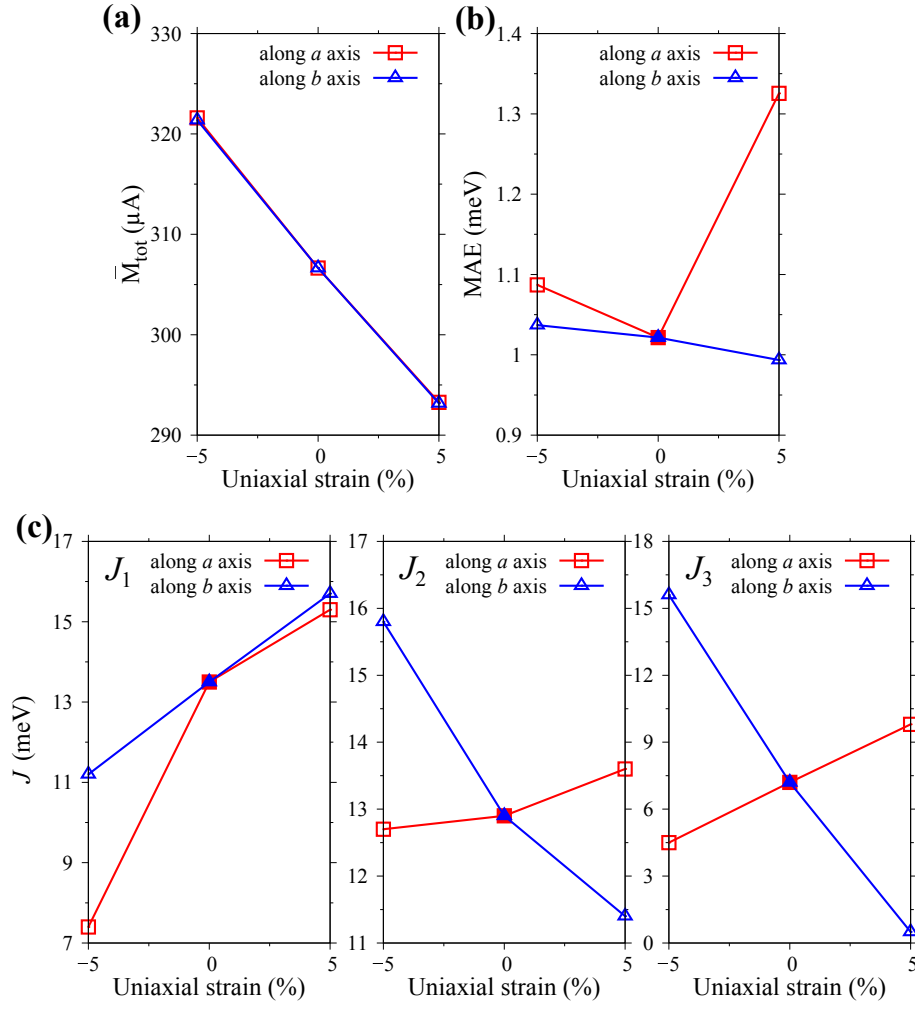 (a)
330
320
310
300
290
M̄tot (µA)
along a axis
along b axis
−5
0
5
Uniaxial strain (%)
(b)
1.4
1.3
1.2
1.1
1
0.9
MAE (meV)
along a axis
along b axis
−5
0
5
Uniaxial strain (%)
(c)
17
15
13
11
9
7
J (meV)
J1
along a axis
along b axis
−5
0
5
Uniaxial strain (%)
17
16
15
14
13
12
11
J2
along a axis
along b axis
−5
0
5
Uniaxial strain (%)
18
15
12
9
6
3
0
J3
along a axis
along b axis
−5
0
5
Uniaxial strain (%)